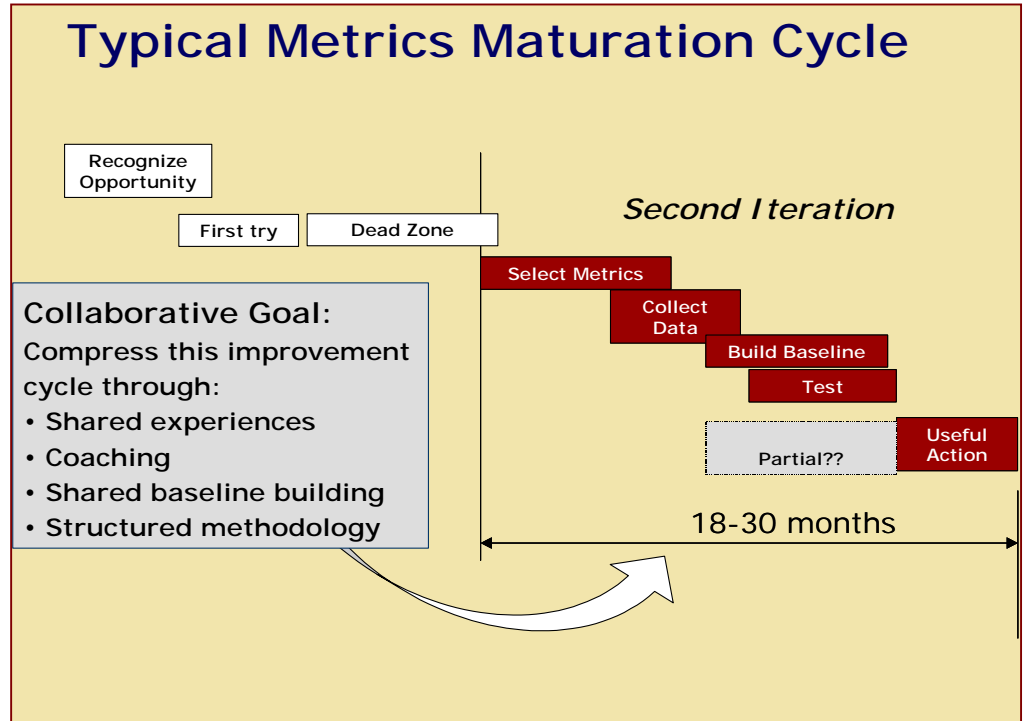 Typical Metrics Maturation Cycle
Recognize
Opportunity
First try
Dead Zone
Second Iteration
Select Metrics
Collect
Data
Build Baseline
Test
Partial??
Useful
Action
18-30 months
Collaborative Goal:
Compress this improvement
cycle through:
• Shared experiences
• Coaching
• Shared baseline building
• Structured methodology